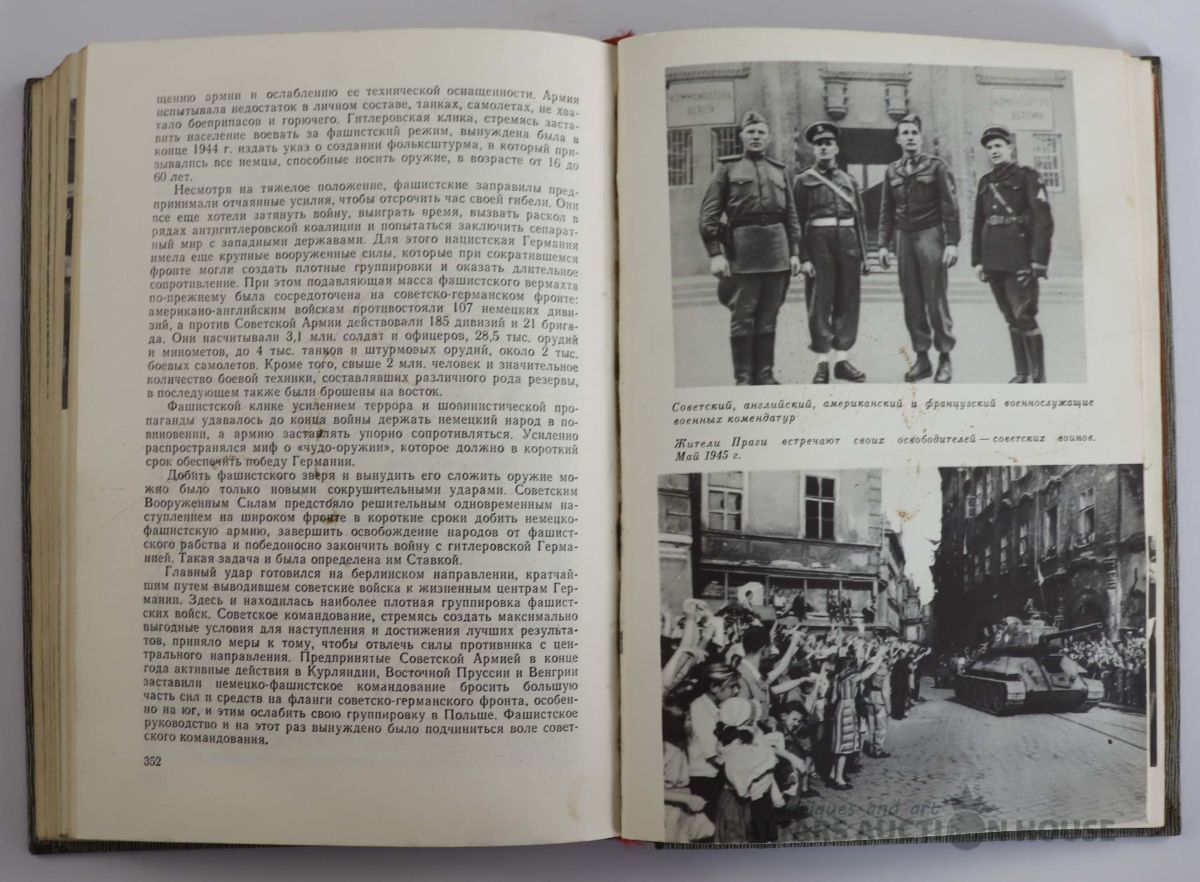 щению армии и ослаблению ее технической оснащенности. Армия
испытывала недостаток в личном составе, танках, самолетах, не хва-
тало боеприпасов и горючего. Гитлеровская клика, стремясь заста-
вить население воевать за фашистский режим, вынуждена была в
конце 1944 г. издать указ о создании фольксштурма, в который при-
зывались все немцы, способные носить оружие, в возрасте от 16 до
60 лет.
Несмотря на тяжелое положение, фашистские заправилы пред-
принимали отчаянные усилия, чтобы отсрочить час своей гибели. Они
все еще хотели затянуть войну, выиграть время, вызвать раскол в
рядах антигитлеровской коалиции и попытаться заключить сепарат-
ный мир с западными державами. Для этого нацистская Германия
имела еще крупные вооруженные силы, которые при сократившемся
фронте могли создать плотные группировки и оказать длительное
сопротивление. При этом подавляющая масса фашистского вермахта
по-прежнему была сосредоточена на советско-германском фронте:
американо-английским войскам противостояли 107 немецких диви-
зий, а против Советской Армии действовали 185 дивизий и 21 брига-
да. Они насчитывали 3,1 млн. солдат и офицеров, 28,5 тыс. орудий
и минометов, до 4 тыс. танков и штурмовых орудий, около 2 тыс.
боевых самолетов. Кроме того, свыше 2 млн. человек и значительное
количество боевой техники, составлявших различного рода резервы,
в последующем также были брошены на восток.
Фашистской клике усилением террора и шовинистической про-
паганды удавалось до конца войны держать немецкий народ в по-
виновении, а армию заставлять упорно сопротивляться. Усиленно
распространялся миф о «чудо-оружии», которое должно в короткий
срок обеспечить победу Германии.
Добить фашистского зверя и вынудить его сложить оружие мо-
жно было только новыми сокрушительными ударами. Советским
Вооруженным Силам предстояло решительным одновременным на-
ступлением на широком фронте в короткие сроки добить немецко-
фашистскую армию, завершить освобождение народов от фашист-
ского рабства и победоносно закончить войну с гитлеровской Герма-
нией. Такая задача и была определена им Ставкой.
Главный удар готовился на берлинском направлении, кратчай-
шим путем выводившем советские войска к жизненным центрам Гер-
мании. Здесь и находилась наиболее плотная группировка фашист-
ских войск. Советское командование, стремясь создать максимально
выгодные условия для наступления и достижения лучших результа-
тов, приняло меры к тому, чтобы отвлечь силы противника с цен-
трального направления. Предпринятые Советской Армией в конце
года активные действия в Курляндии, Восточной Пруссии и Венгрии
заставили немецко-фашистское командование бросить большую
часть сил и средств на фланги советско-германского фронта, особен-
но на юг, и этим ослабить свою группировку в Польше. Фашистское
руководство и на этот раз вынуждено было подчиниться воле совет-
ского командования.
352
BERLIN
Советский, английский, американский и французский военнослужащие
военных комендатур
Жители Праги встречают своих освободителей — советских воинов.
Май 1945 г.
and art
AUCTION HOUSE